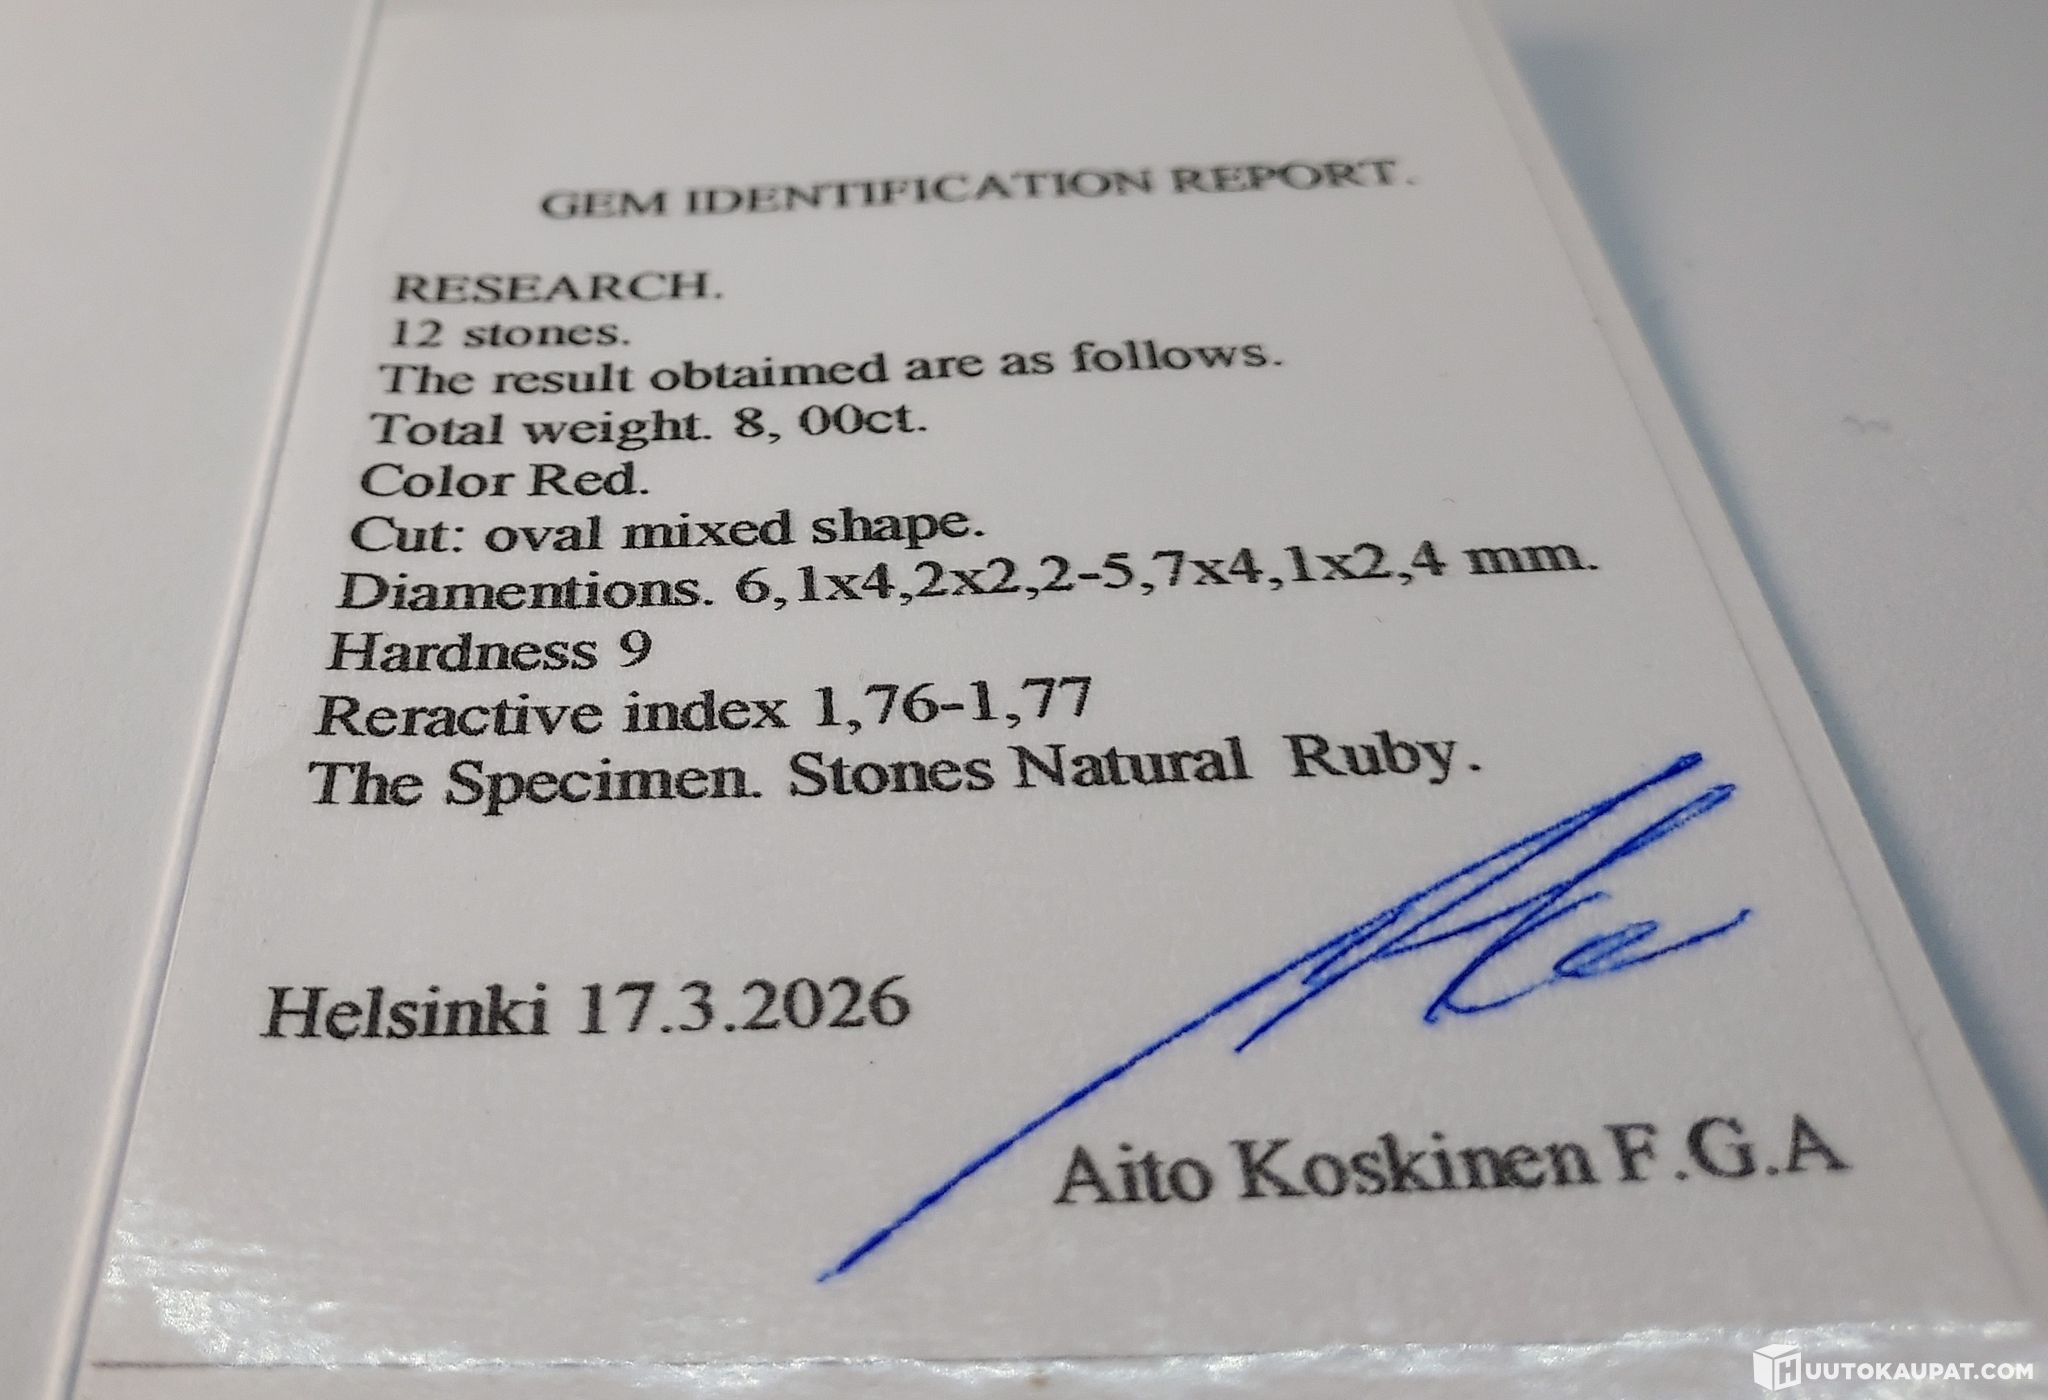 GEM IDENTIFICATION REPORT.
RESEARCH.
12 stones.
The result obtaimed are as follows.
Total weight. 8, 00ct.
Color Red.
Cut: oval mixed shape.
Diamentions. 6,1x4,2x2,2-5,7x4,1x2,4 mm.
Hardness 9
Reractive index 1,76-1,77
The Specimen. Stones Natural Ruby.
Helsinki 17.3.2026
Aito Koskinen F.G.A
HUUTOKAUPAT.COM